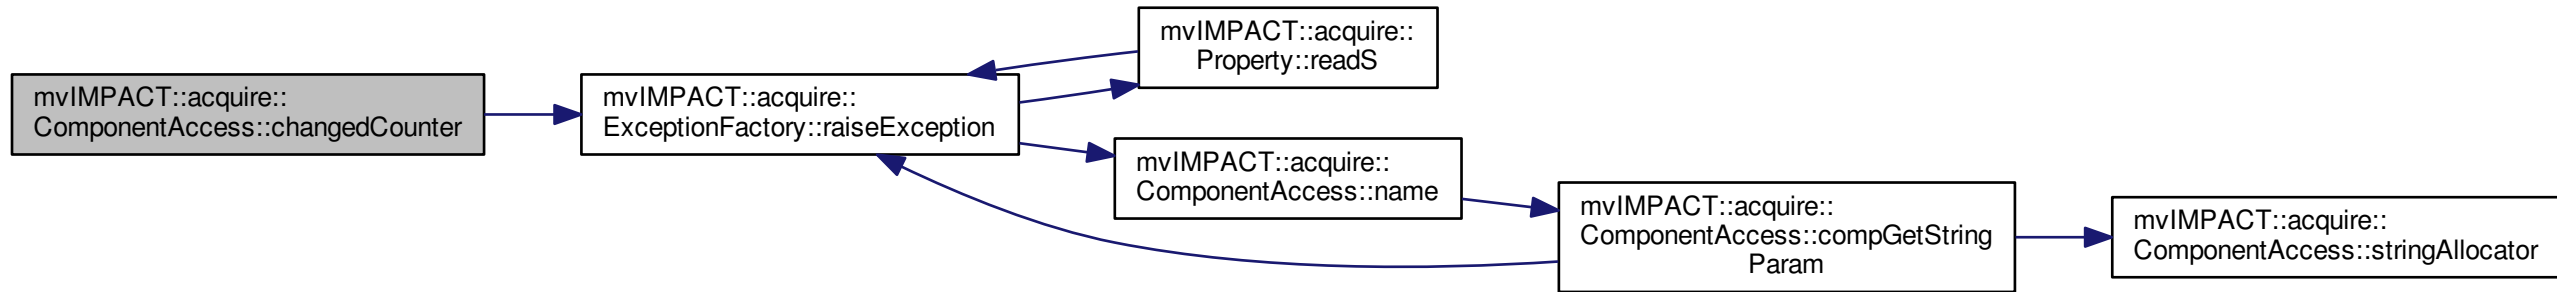 mvIMPACT::acquire::
ComponentAccess::changedCounter
mvIMPACT::acquire::
ExceptionFactory::raiseException
mvIMPACT::acquire::
Property::readS
mvIMPACT::acquire::
ComponentAccess::name
mvIMPACT::acquire::
ComponentAccess::compGetString
Param
mvIMPACT::acquire::
ComponentAccess::stringAllocator